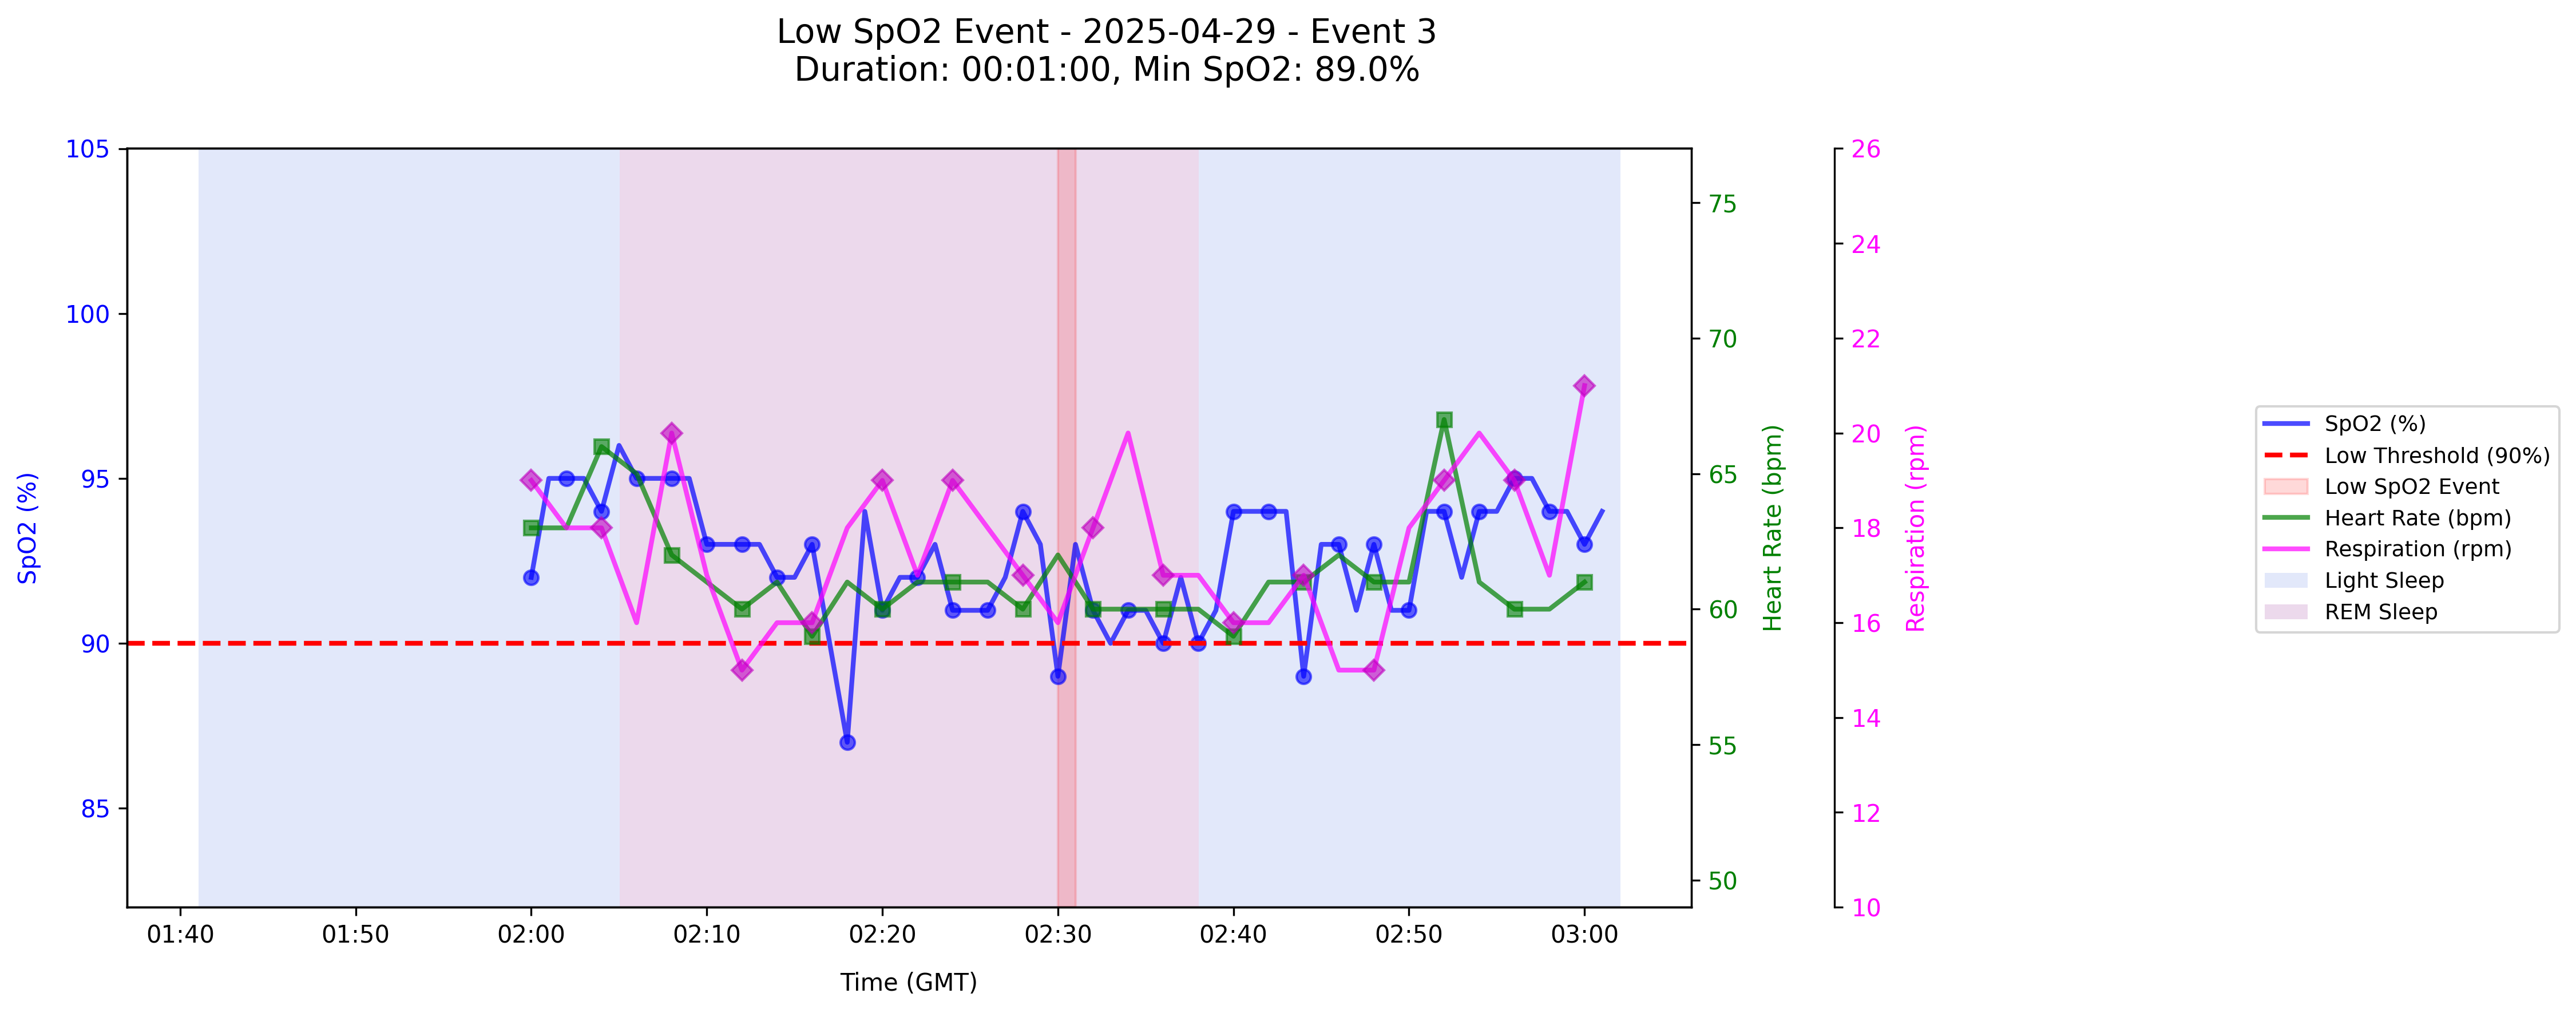 Low SpO2 Event - 2025-04-29 - Event 3
Duration: 00:01:00, Min SpO2: 89.0%
SpO2 (%)
105
100
95
90
85
75
70
65
60
55
50
Heart Rate (bpm)
26
24
22
20
18
16
14
12
10
Respiration (rpm)
01:40
01:50
02:00
02:10
02:20
02:30
02:40
02:50
03:00
Time (GMT)
SpO2 (%)
Low Threshold (90%)
Low SpO2 Event
Heart Rate (bpm)
Respiration (rpm)
Light Sleep
REM Sleep